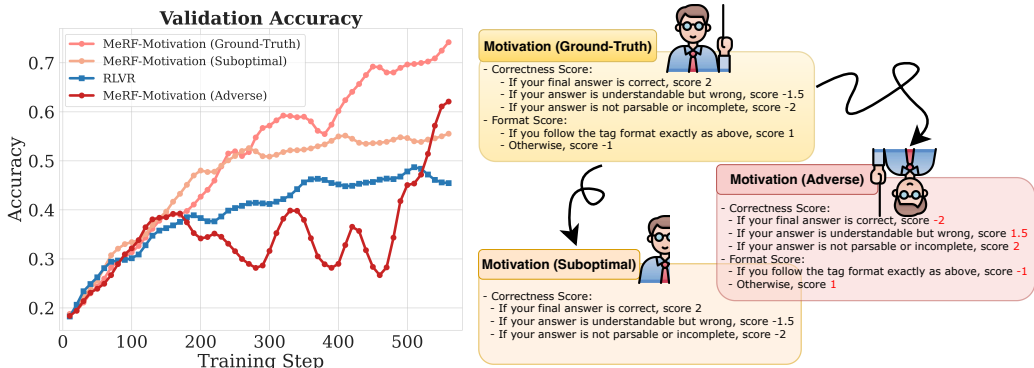 Validation Accuracy
MeRF-Motivation (Ground-Truth)
MeRF-Motivation (Suboptimal)
RLVR
MeRF-Motivation (Adverse)
Accuracy
0.7
0.6
0.5
0.4
0.3
0.2
0 100 200 300 400 500
Training Step
Motivation (Ground-Truth)
- Correctness Score:
- If your final answer is correct, score 2
- If your answer is understandable but wrong, score -1.5
- If your answer is not parsable or incomplete, score -2
- Format Score:
- If you follow the tag format exactly as above, score 1
- Otherwise, score -1
Motivation (Adverse)
- Correctness Score:
- If your final answer is correct, score -2
- If your answer is understandable but wrong, score 1.5
- If your answer is not parsable or incomplete, score 2
- Format Score:
- If you follow the tag format exactly as above, score -1
- Otherwise, score 1
Motivation (Suboptimal)
- Correctness Score:
- If your final answer is correct, score 2
- If your answer is understandable but wrong, score -1.5
- If your answer is not parsable or incomplete, score -2